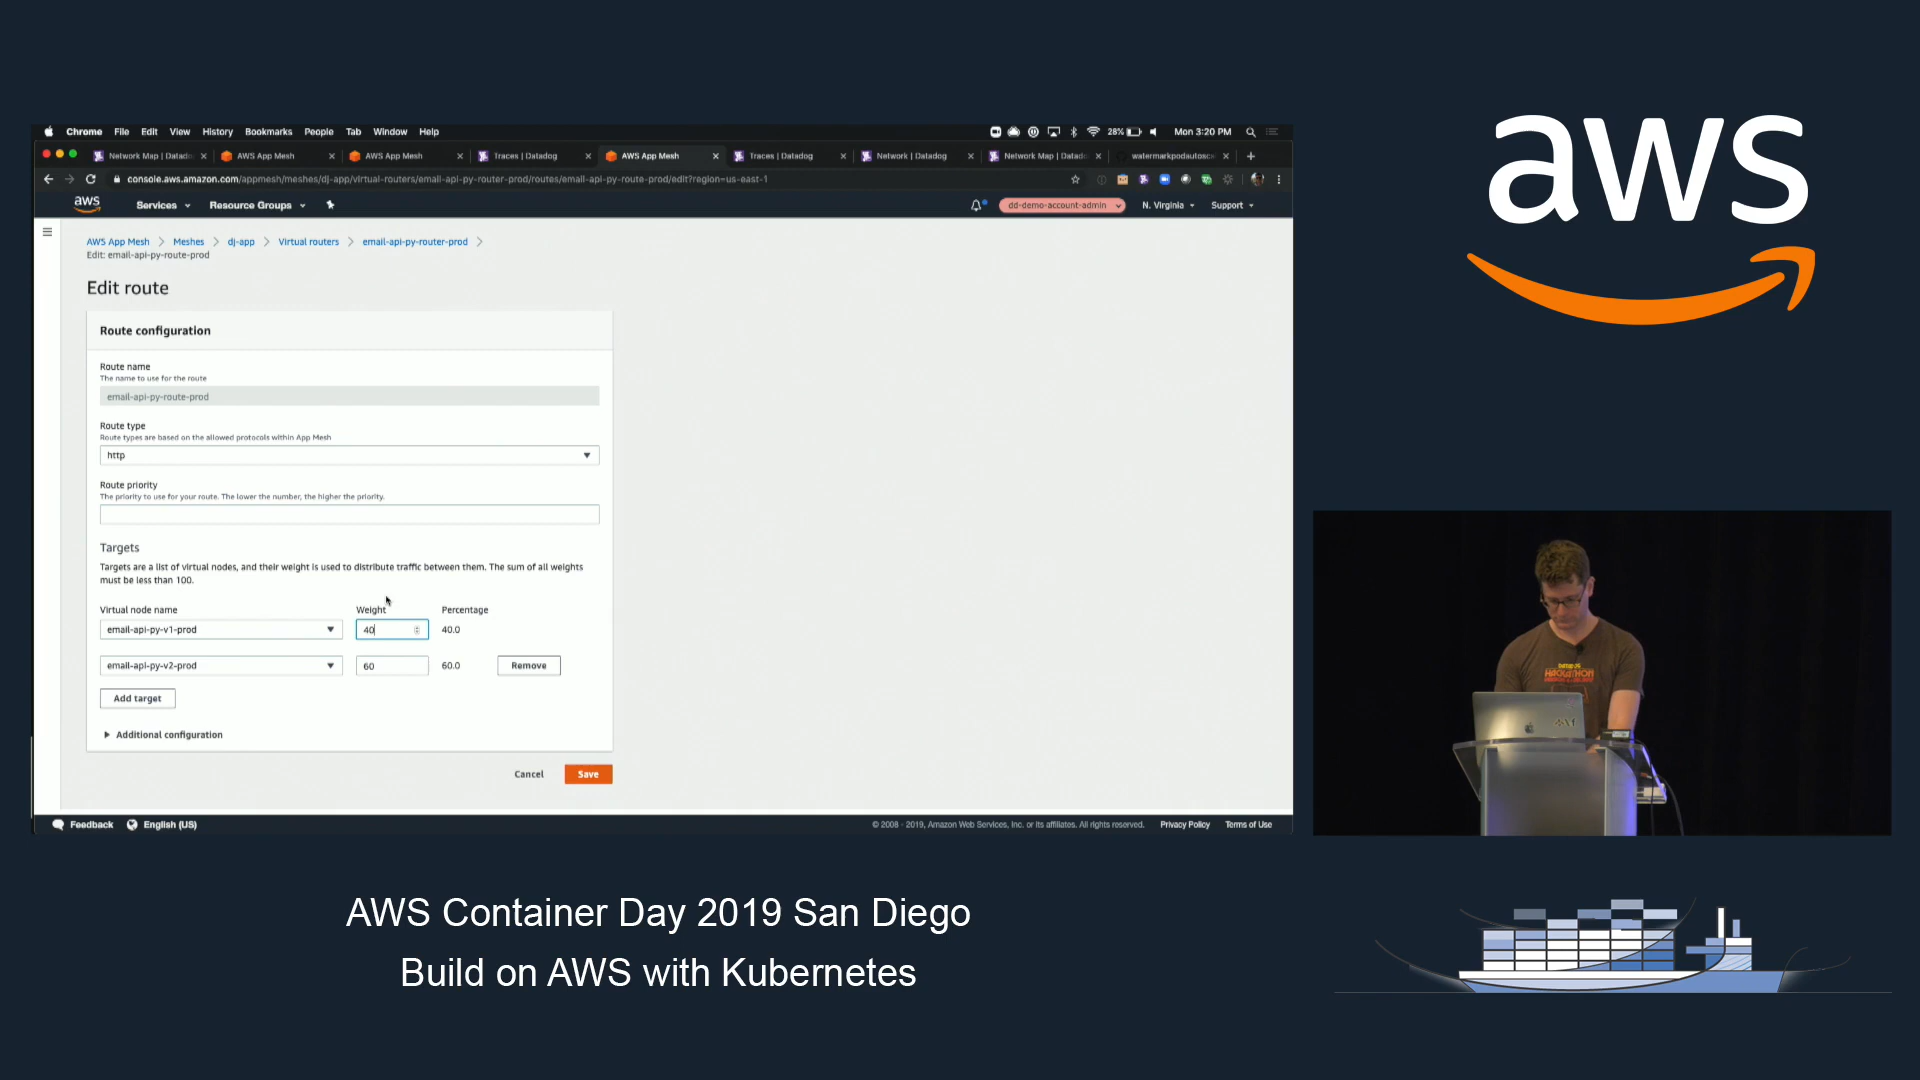 Chrome File Edit View History Bookmarks People Tab Window Help
28% Mon 3:20 PM
Network Map | Datado
AWS App Mesh
AWS App Mesh
Traces | Datadog
AWS App Mesh
Traces | Datadog
Network | Datadog
Network Map | Datado
watermarkpodautosc
console.aws.amazon.com/appmesh/meshes/dj-app/virtual-routers/email-api-py-router-prod/routes/email-api-py-route-prod/edit?region=us-east-1
aws Services Resource Groups dd-demo-account-admin N. Virginia Support
AWS App Mesh Meshes dj-app Virtual routers email-api-py-router-prod
Edit: email-api-py-route-prod
Edit route
Route configuration
Route name
The name to use for the route
email-api-py-route-prod
Route type
Route types are based on the allowed protocols within App Mesh
http
Route priority
The priority to use for your route. The lower the number, the higher the priority.
Targets
Targets are a list of virtual nodes, and their weight is used to distribute traffic between them. The sum of all weights
must be less than 100.
Virtual node name Weight Percentage
email-api-py-v1-prod 40 40.0
email-api-py-v2-prod 60 60.0 Remove
Add target
Additional configuration
Cancel Save
Feedback English (US) © 2008 - 2019, Amazon Web Services, Inc. or its affiliates. All rights reserved. Privacy Policy Terms of Use
aws
HACKATHON
AWS Container Day 2019 San Diego
Build on AWS with Kubernetes